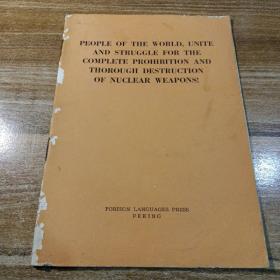 PEOPLE OF THE WORLD, UNITE
AND STRUGGLE FOR THE
COMPLETE PROHIBITION AND
THOROUGH DESTRUCTION
OF NUCLEAR WEAPONS!
FOREIGN LANGUAGES PRESS
PEKING